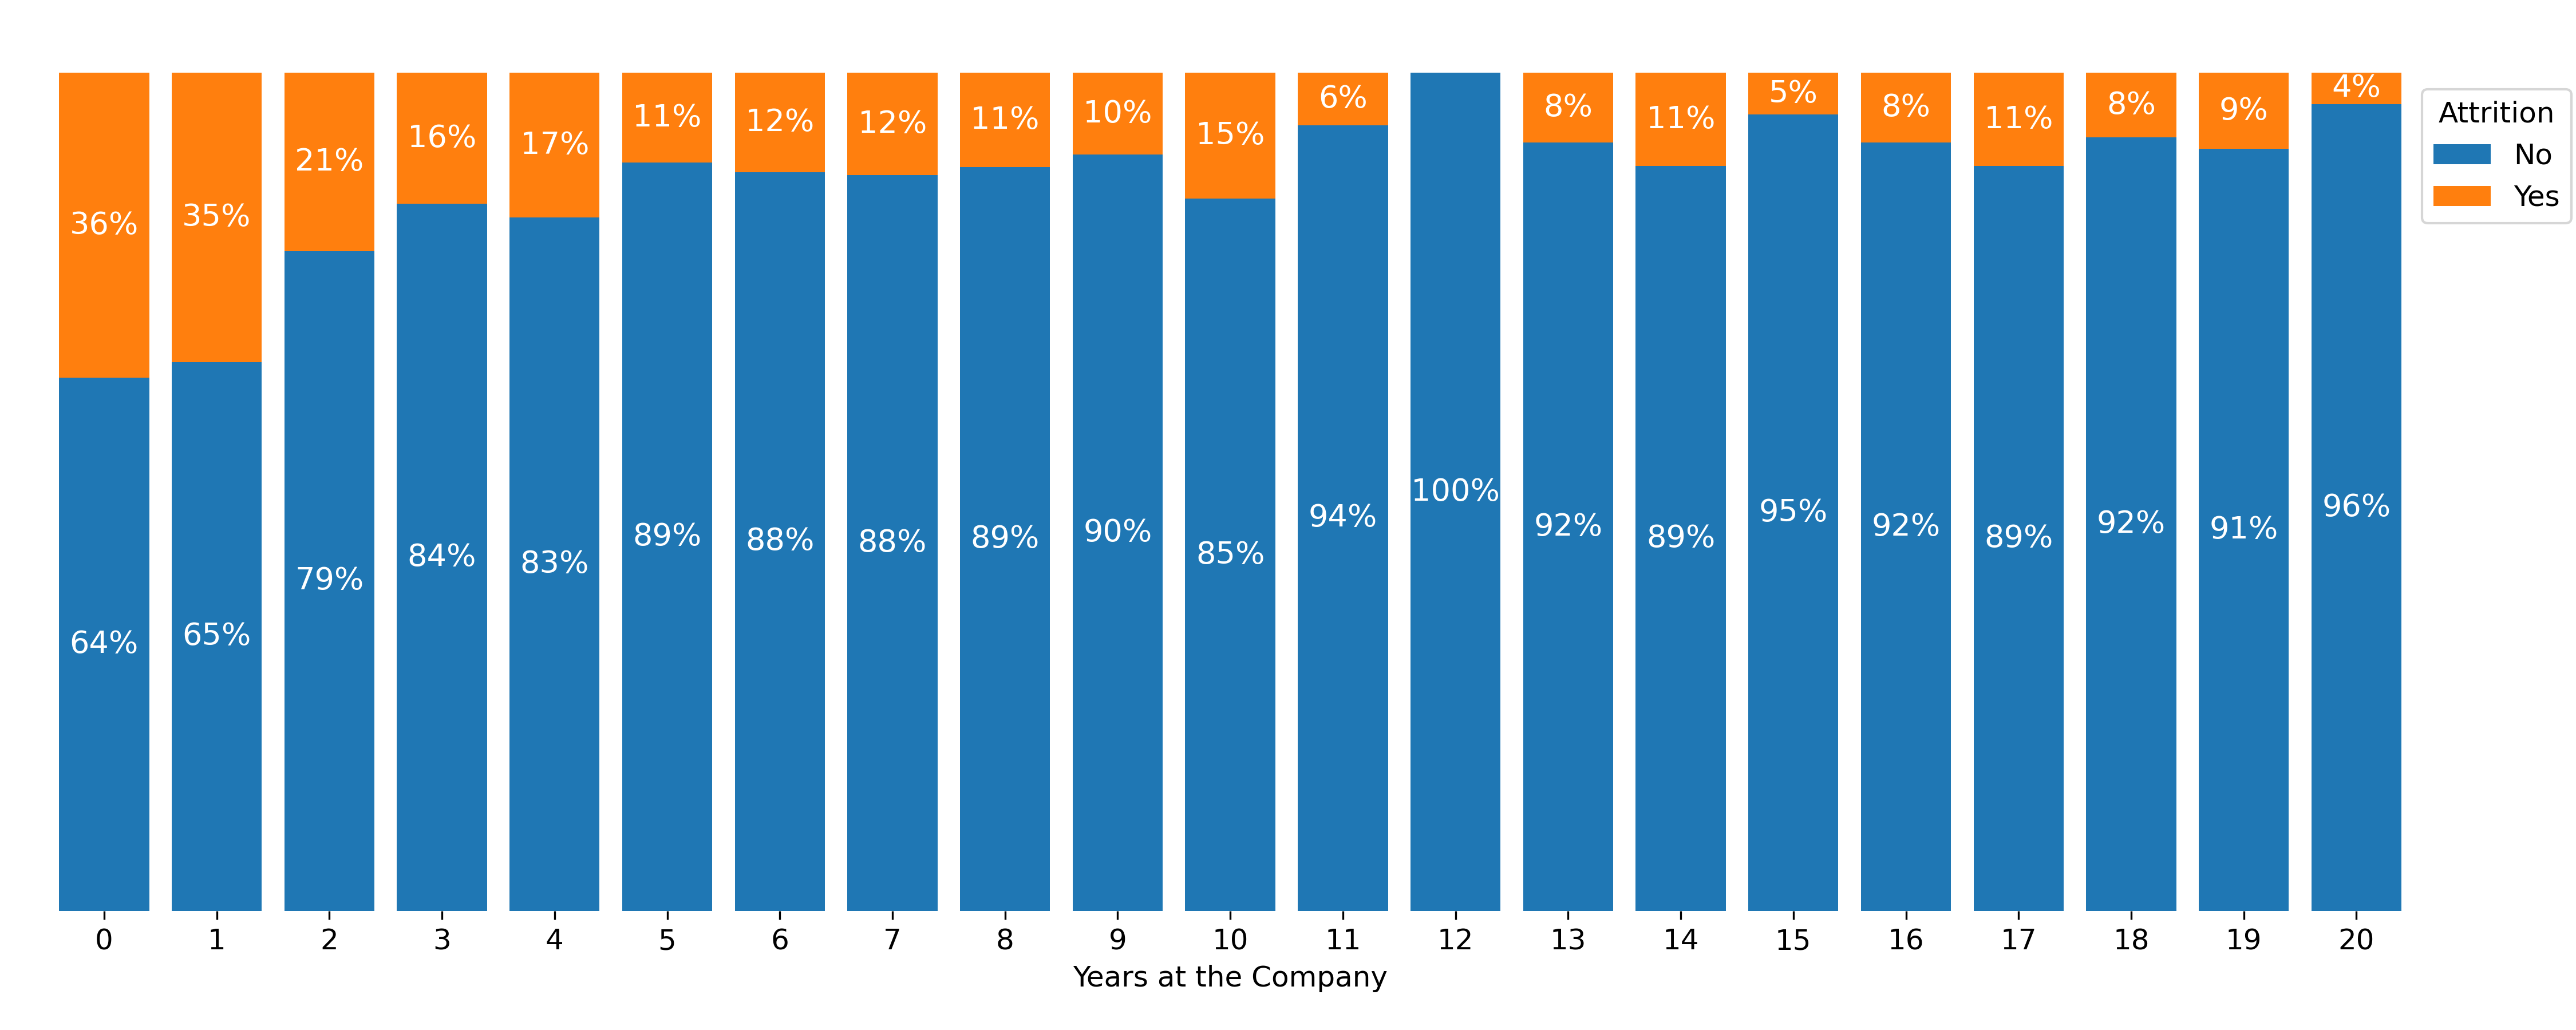 36% 35% 21% 16% 17% 11% 12% 12% 11% 10% 15% 6% 8% 11% 5% 8% 11% 8% 9% 4%
64% 65% 79% 84% 83% 89% 88% 88% 89% 90% 85% 94% 100% 92% 89% 95% 92% 89% 92% 91% 96%
0 1 2 3 4 5 6 7 8 9 10 11 12 13 14 15 16 17 18 19 20
Years at the Company
Attrition
No
Yes